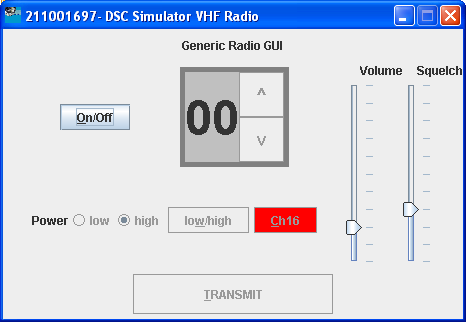 211001697- DSC Simulator VHF Radio
Generic Radio GUI
Volume Squelch
On/Off
00
^
v
Power low high low/high Ch16
TRANSMIT